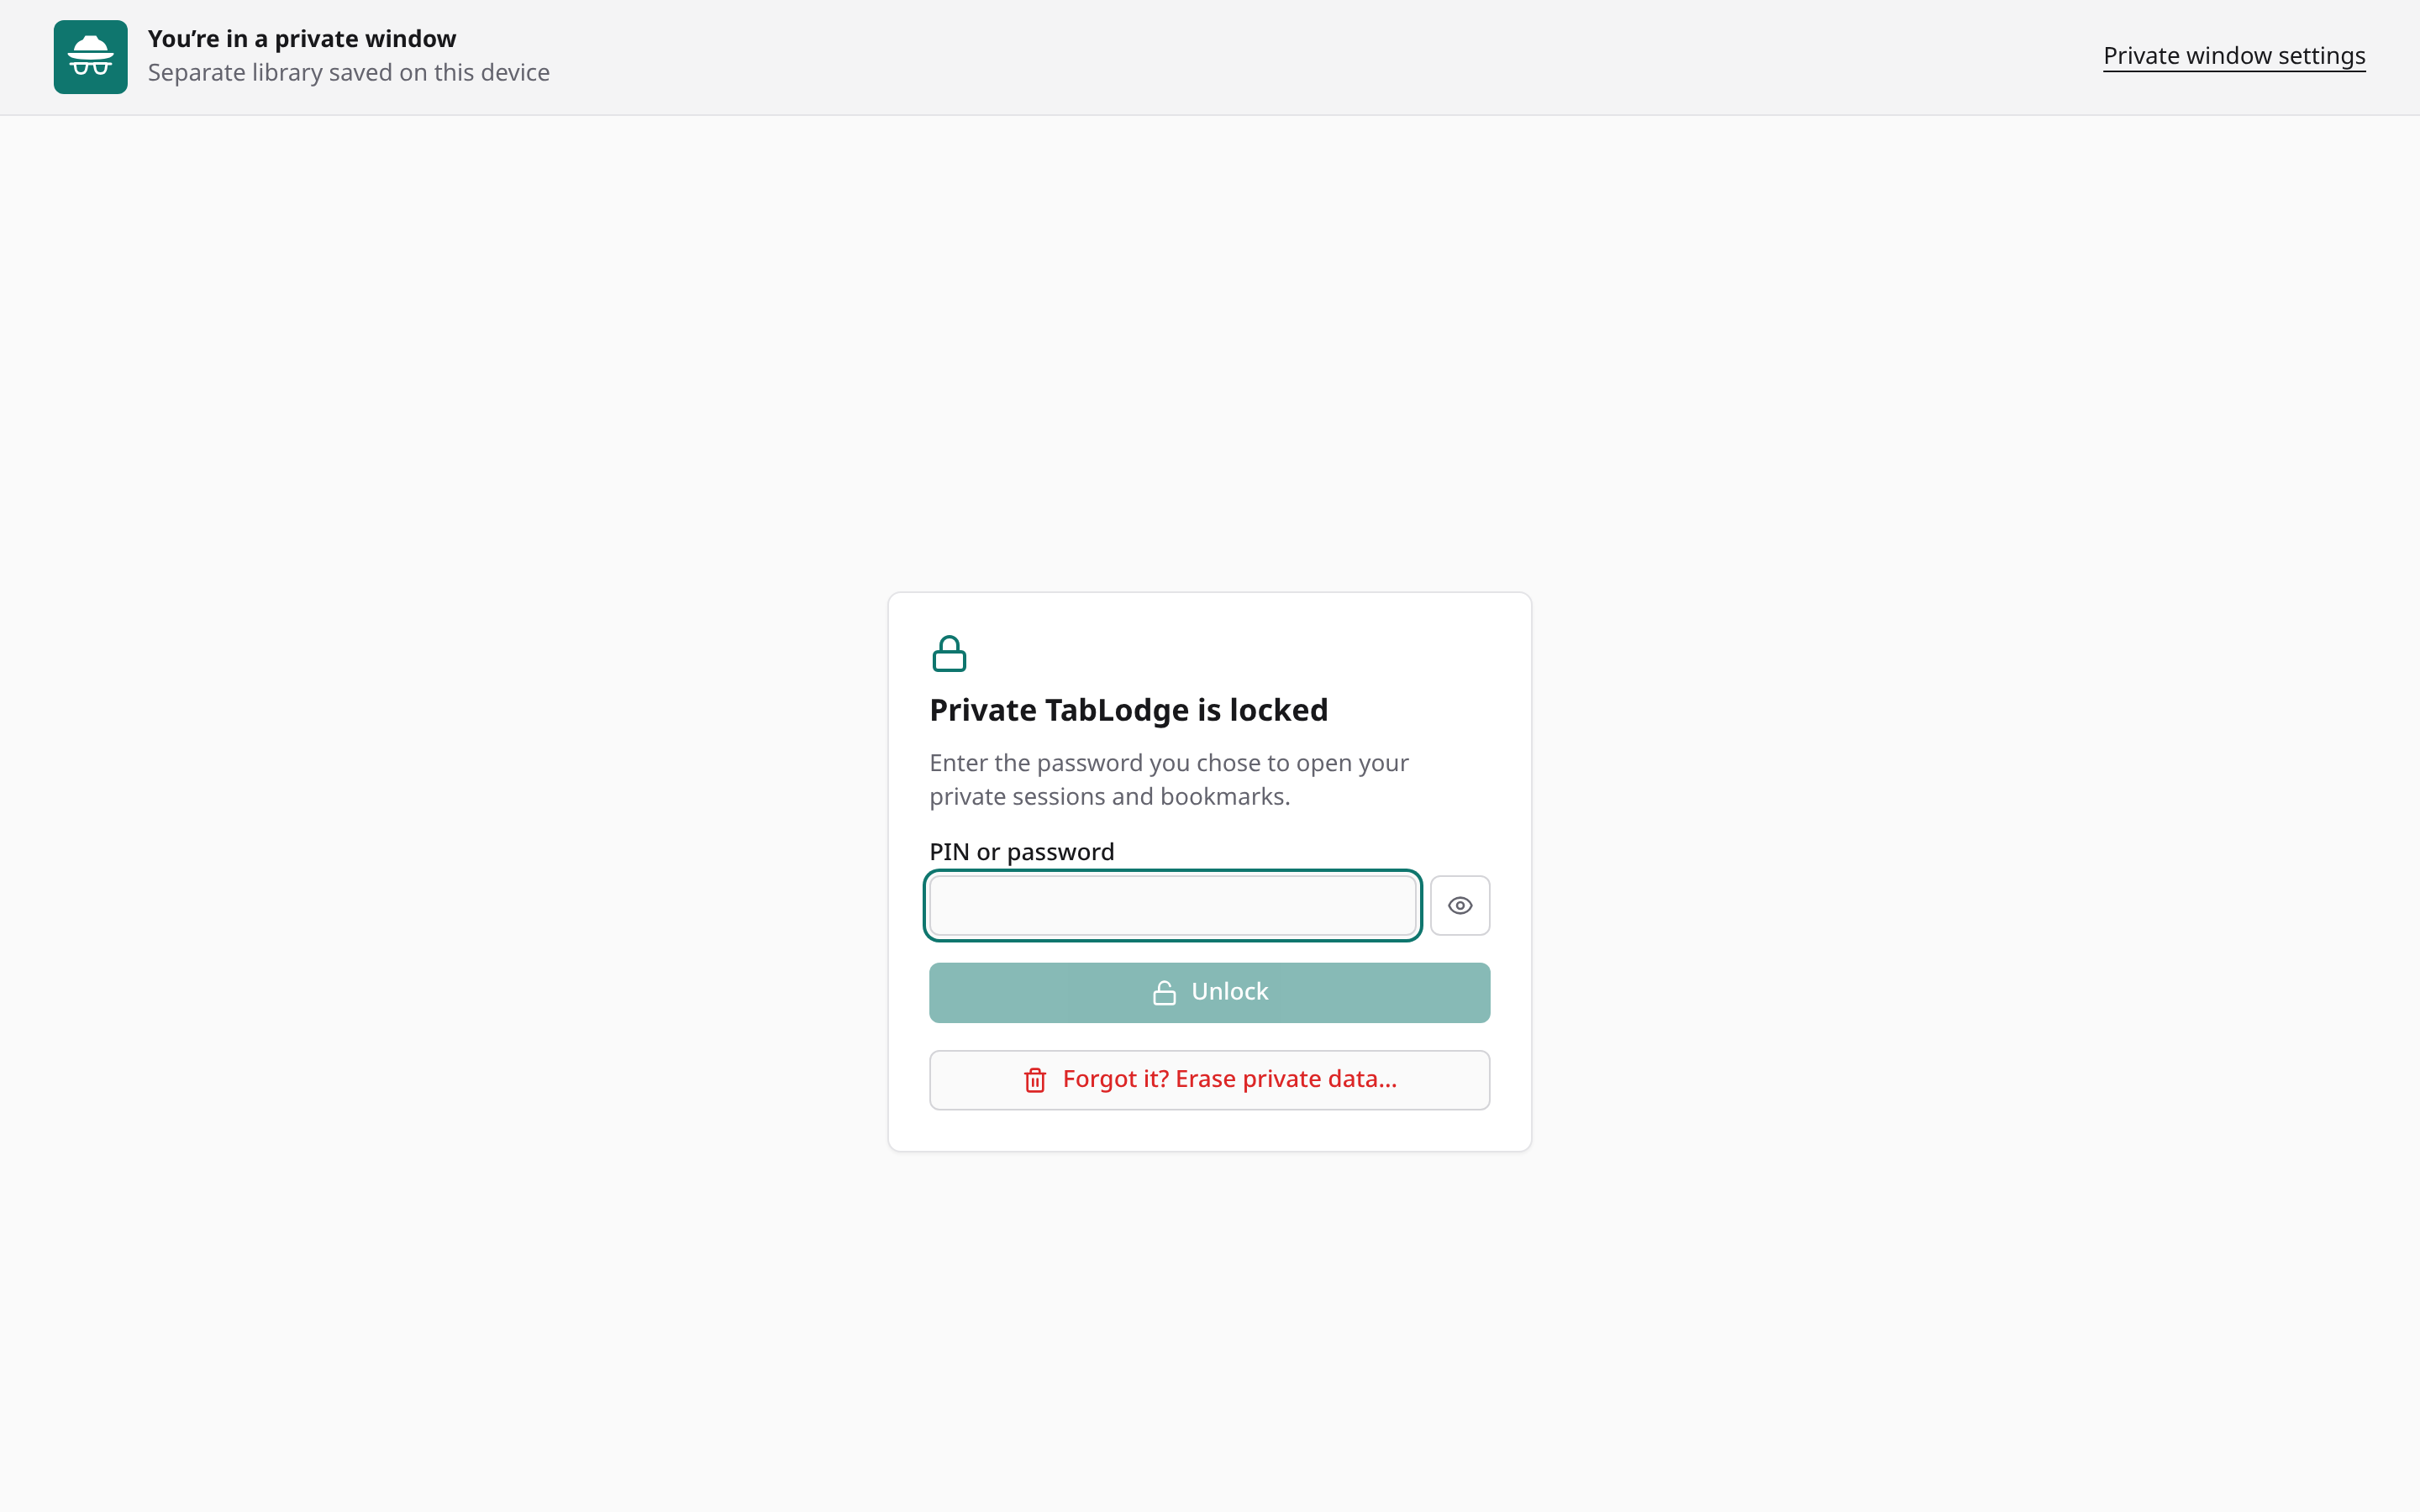 You’re in a private window
Separate library saved on this device
Private window settings
Private TabLodge is locked
Enter the password you chose to open your
private sessions and bookmarks.
PIN or password
Unlock
Forgot it? Erase private data…